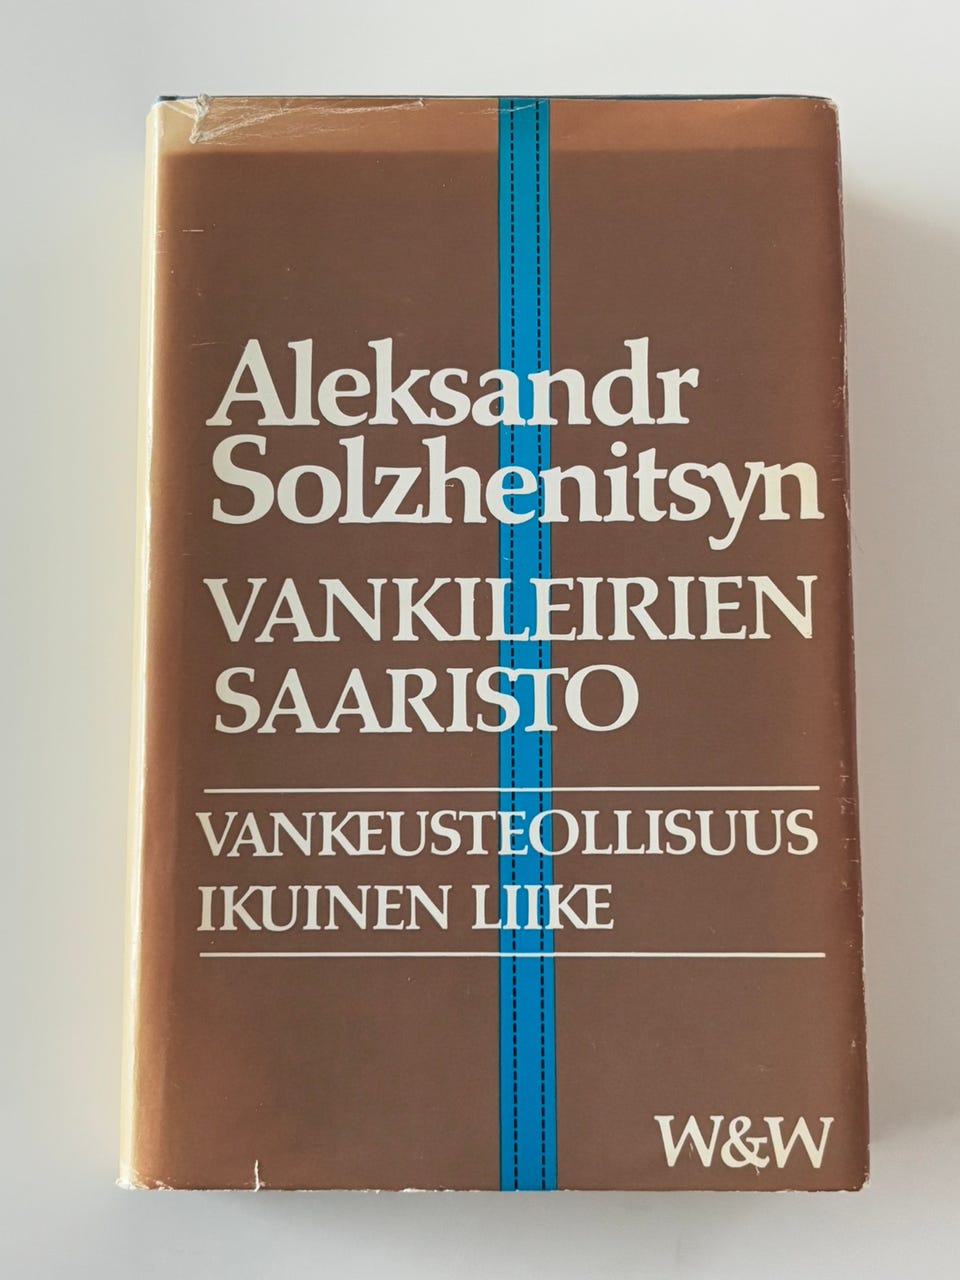 Aleksandr
Solzhenitsyn
VANKILEIRIEN
SAARISTO
VANKEUSTEOLLISUUS
IKUINEN LIIKE
W&W